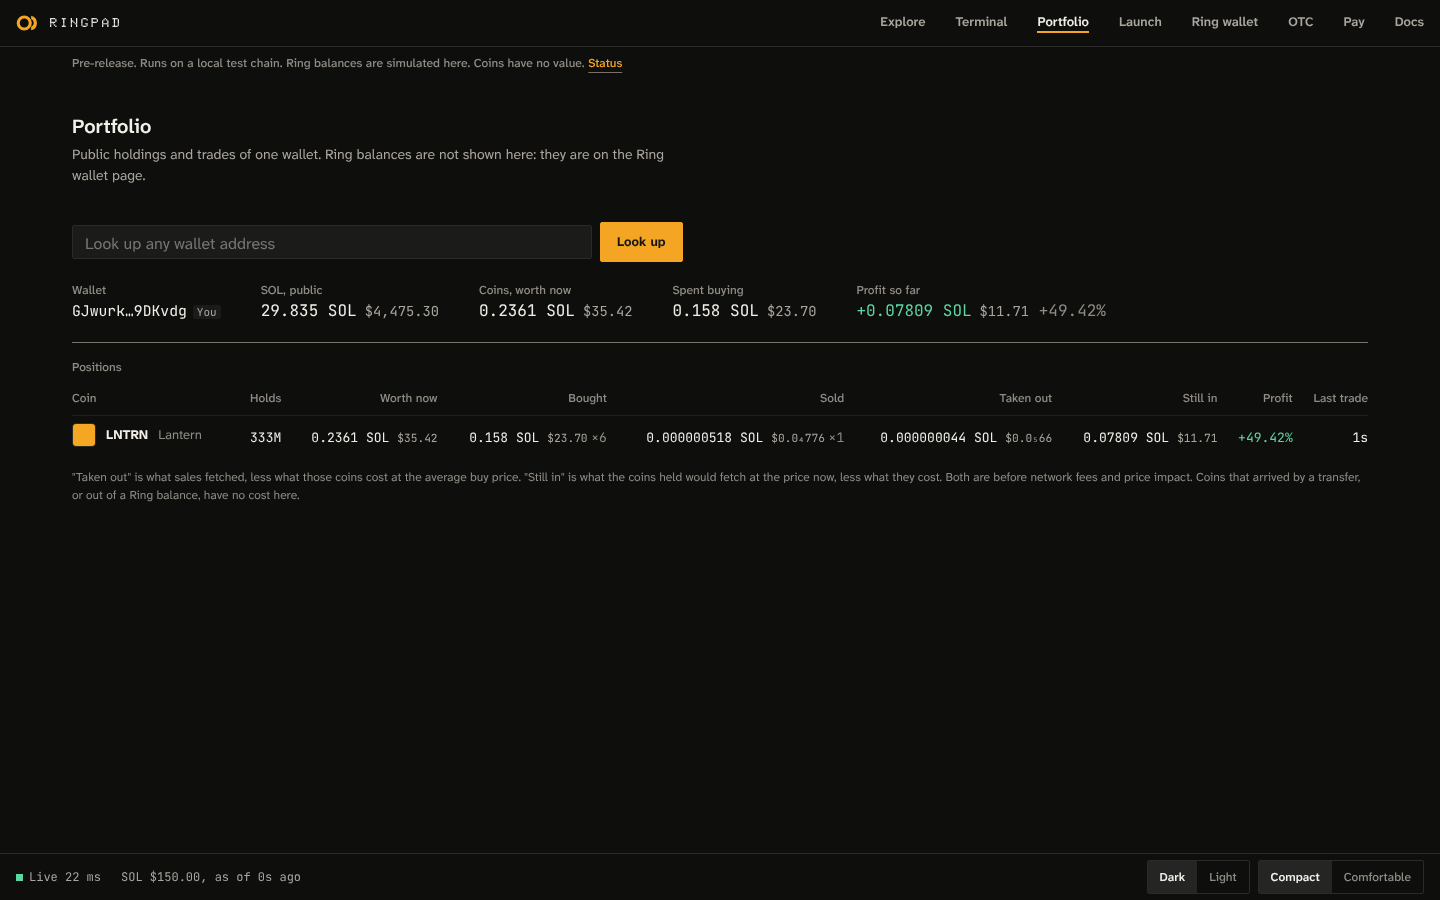 RINGPAD Explore Terminal Portfolio Launch Ring wallet OTC Pay Docs
Pre-release. Runs on a local test chain. Ring balances are simulated here. Coins have no value. Status
Portfolio
Public holdings and trades of one wallet. Ring balances are not shown here: they are on the Ring
wallet page.
Look up any wallet address Look up
Wallet SOL, public Coins, worth now Spent buying Profit so far
GJwurk…9DKvdg You 29.835 SOL $4,475.30 0.2361 SOL $35.42 0.158 SOL $23.70 +0.07809 SOL $11.71 +49.42%
Positions
Coin Holds Worth now Bought Sold Taken out Still in Profit Last trade
LNTRN Lantern 333M 0.2361 SOL $35.42 0.158 SOL $23.70 ×6 0.000000518 SOL $0.0₄776 ×1 0.000000044 SOL $0.0₅66 0.07809 SOL $11.71 +49.42% 1s
"Taken out" is what sales fetched, less what those coins cost at the average buy price. "Still in" is what the coins held would fetch at the price now, less what they cost. Both are before network fees and price impact. Coins that arrived by a transfer,
or out of a Ring balance, have no cost here.
Live 22 ms SOL $150.00, as of 0s ago Dark Light Compact Comfortable